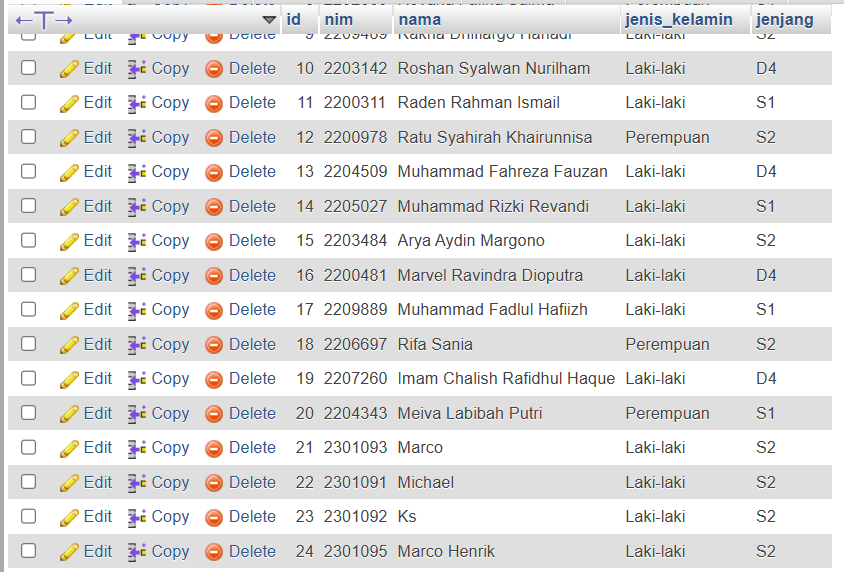 id nim nama jenis_kelamin jenjang
Edit Copy Delete 9 2209489 Rakha Dhifiargo Hariadi Laki-laki S2
Edit Copy Delete 10 2203142 Roshan Syalwan Nurilham Laki-laki D4
Edit Copy Delete 11 2200311 Raden Rahman Ismail Laki-laki S1
Edit Copy Delete 12 2200978 Ratu Syahirah Khairunnisa Perempuan S2
Edit Copy Delete 13 2204509 Muhammad Fahreza Fauzan Laki-laki D4
Edit Copy Delete 14 2205027 Muhammad Rizki Revandi Laki-laki S1
Edit Copy Delete 15 2203484 Arya Aydin Margono Laki-laki S2
Edit Copy Delete 16 2200481 Marvel Ravindra Dioputra Laki-laki D4
Edit Copy Delete 17 2209889 Muhammad Fadlul Hafiizh Laki-laki S1
Edit Copy Delete 18 2206697 Rifa Sania Perempuan S2
Edit Copy Delete 19 2207260 Imam Chalish Rafidhul Haque Laki-laki D4
Edit Copy Delete 20 2204343 Meiva Labibah Putri Perempuan S1
Edit Copy Delete 21 2301093 Marco Laki-laki S2
Edit Copy Delete 22 2301091 Michael Laki-laki S2
Edit Copy Delete 23 2301092 Ks Laki-laki S2
Edit Copy Delete 24 2301095 Marco Henrik Laki-laki S2